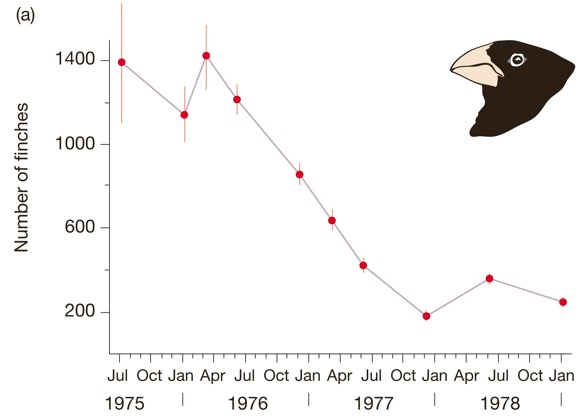 (a)
Number of finches
1400
1000
600
200
Jul Oct Jan Apr Jul Oct Jan Apr Jul Oct Jan Apr Jul Oct Jan
1975 1976 1977 1978